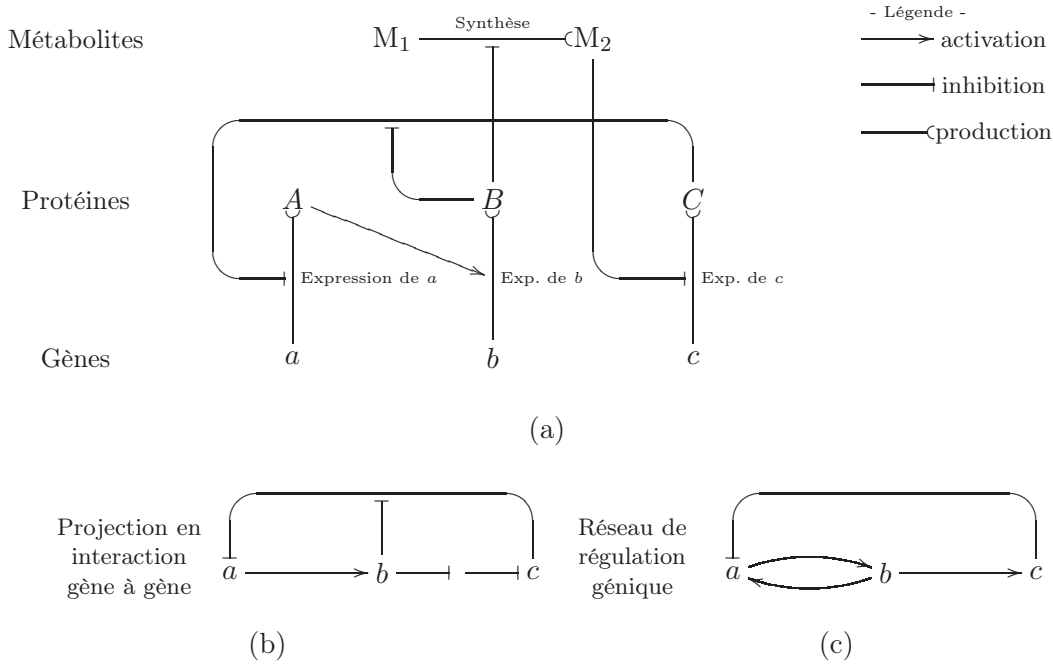 - Légende -
Métabolites M1 Synthèse M2 activation
inhibition
production
Protéines A B C
Expression de a Exp. de b Exp. de c
Gènes a b c
(a)
Projection en
interaction
gène à gène
a b c
(b)
Réseau de
régulation
génique
a b c
(c)